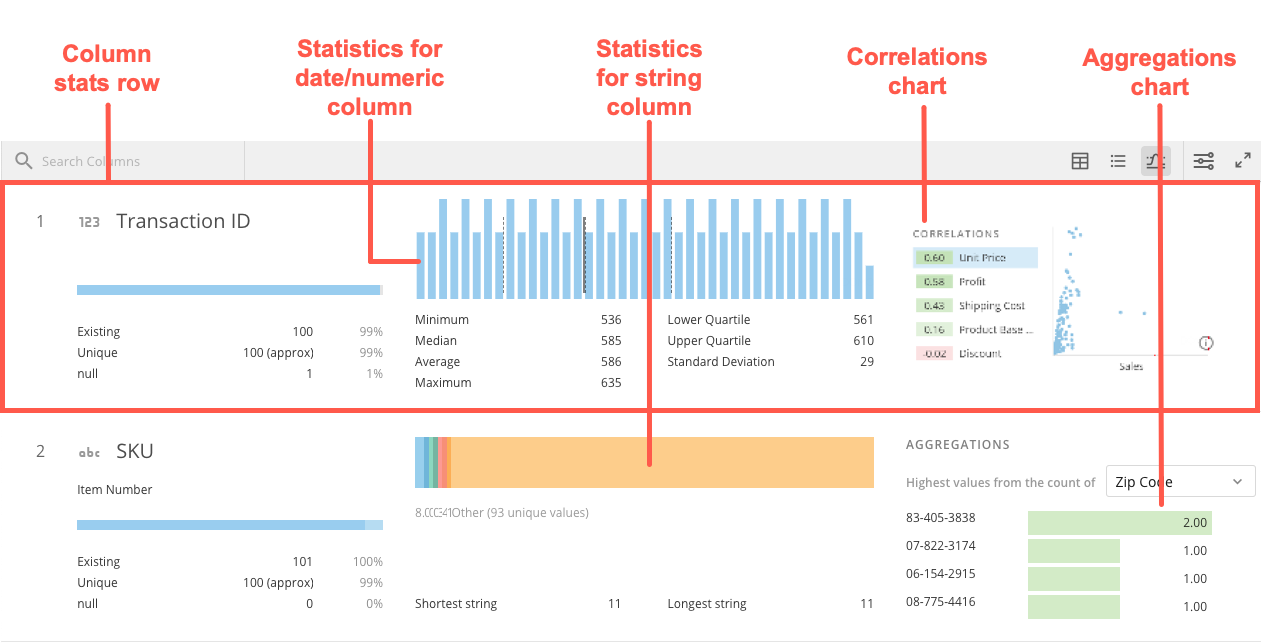 Column
stats row
Statistics for
date/numeric
column
Statistics
for string
column
Correlations
chart
Aggregations
chart
Search Columns
1 123 Transaction ID
Existing 100 99%
Unique 100 (approx) 99%
null 1 1%
Minimum 536
Median 585
Average 586
Maximum 635
Lower Quartile 561
Upper Quartile 610
Standard Deviation 29
CORRELATIONS
0.60 Unit Price
0.58 Profit
0.43 Shipping Cost
0.16 Product Base ...
-0.02 Discount
Sales
2 abc SKU
Item Number
Existing 101 100%
Unique 100 (approx) 99%
null 0 0%
Other (93 unique values)
Shortest string 11
Longest string 11
AGGREGATIONS
Highest values from the count of Zip Code
83-405-3838 2.00
07-822-3174 1.00
06-154-2915 1.00
08-775-4416 1.00